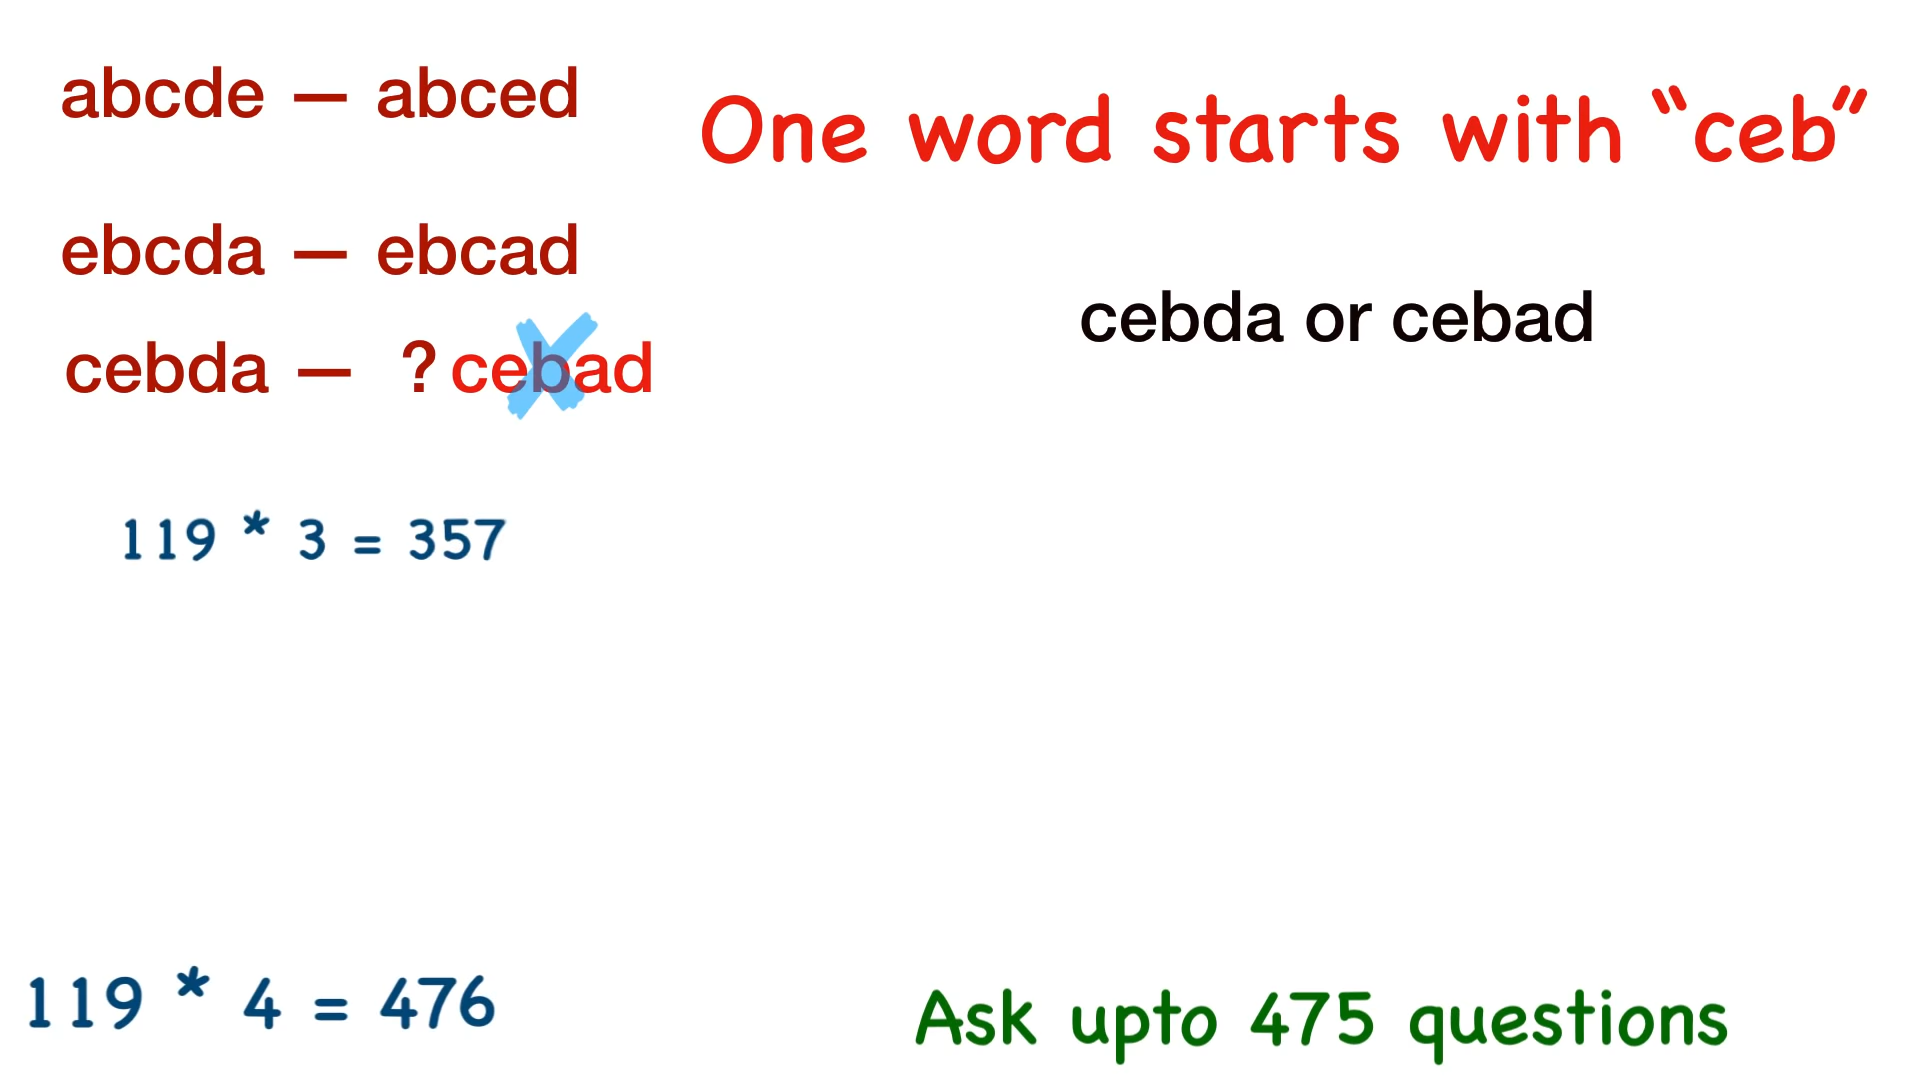 abcde — abced
One word starts with “ceb”
ebcda — ebcad
cebda or cebad
cebda — ? cebad
119 * 3 = 357
119 * 4 = 476
Ask upto 475 questions